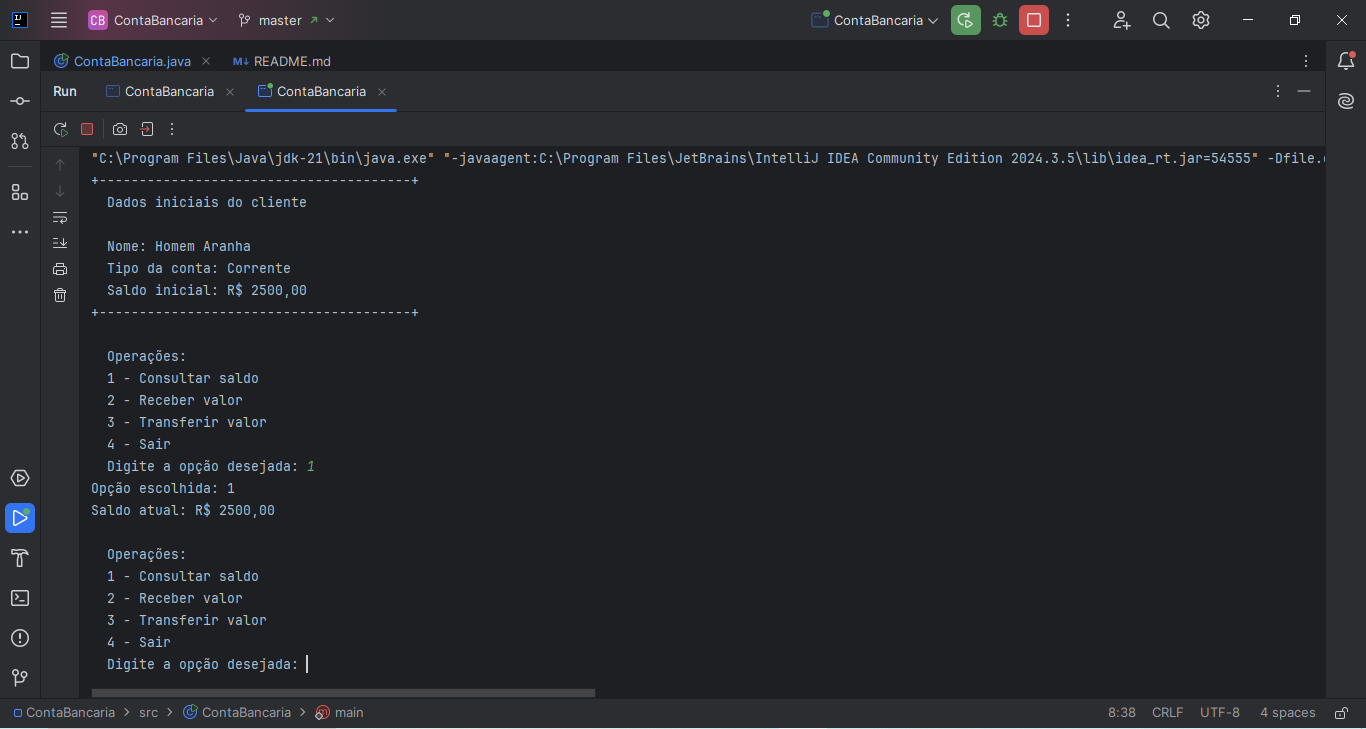 CB ContaBancaria master ContaBancaria
ContaBancaria.java M↓ README.md
Run ContaBancaria ContaBancaria
"C:\Program Files\Java\jdk-21\bin\java.exe" "-javaagent:C:\Program Files\JetBrains\IntelliJ IDEA Community Edition 2024.3.5\lib\idea_rt.jar=54555" -Dfile.
+---------------------------------------+
Dados iniciais do cliente
Nome: Homem Aranha
Tipo da conta: Corrente
Saldo inicial: R$ 2500,00
+---------------------------------------+
Operações:
1 - Consultar saldo
2 - Receber valor
3 - Transferir valor
4 - Sair
Digite a opção desejada: 1
Opção escolhida: 1
Saldo atual: R$ 2500,00
Operações:
1 - Consultar saldo
2 - Receber valor
3 - Transferir valor
4 - Sair
Digite a opção desejada:
ContaBancaria > src > ContaBancaria > main 8:38 CRLF UTF-8 4 spaces